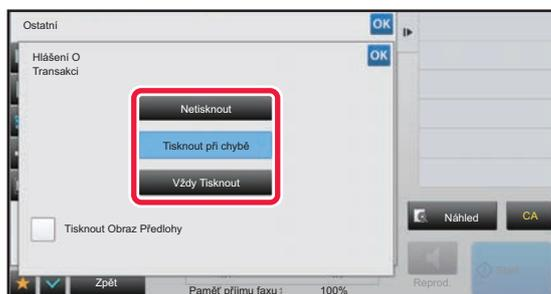 Ostatní
OK
Hlášení O
Transakci
OK
Netisknout
Tisknout při chybě
Vždy Tisknout
Tisknout Obraz Předlohy
Náhled
CA
Zpět
Paměť příjmu faxu
100%
Reprod.
Start